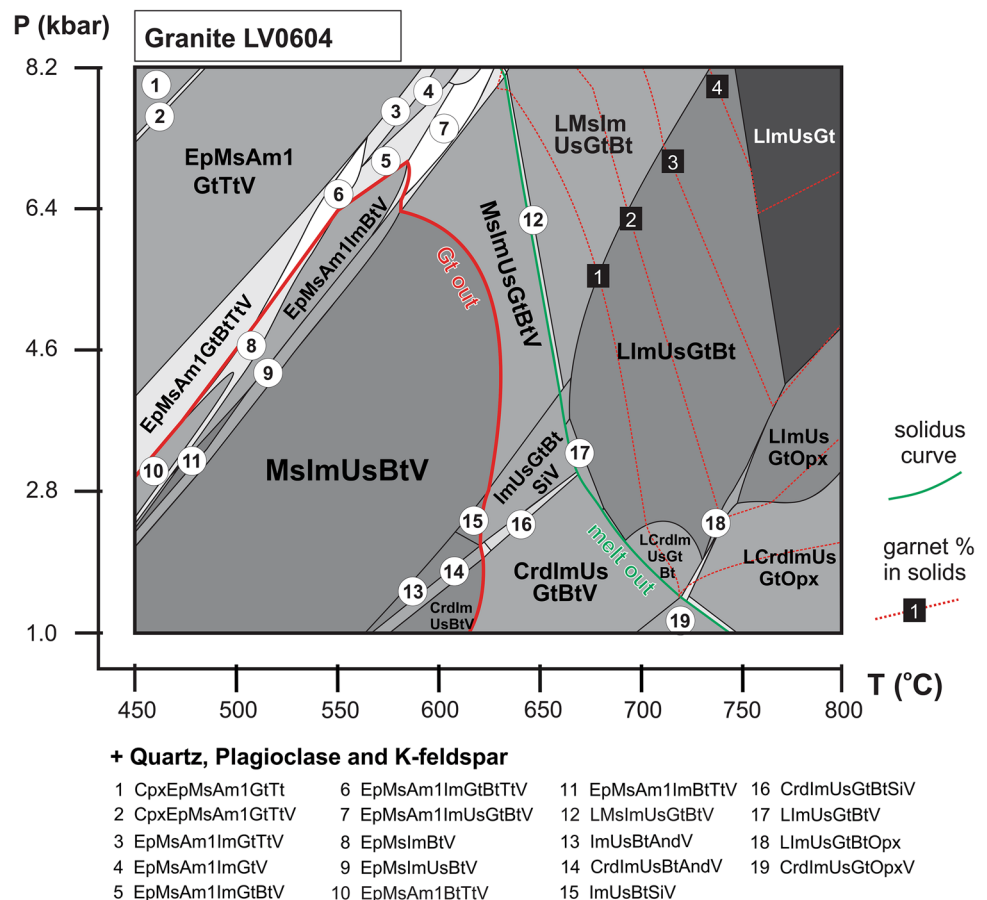 P (kbar)
Granite LV0604
8.2
6.4
4.6
2.8
1.0
1
2
3
4
5
6
7
8
9
10
11
12
13
14
15
16
17
18
19
EpMsAm1
GtTtV
EpMsAm1GtBtTtV
EpMsAm1ImBtV
MsImUsBtV
Gt out
MsImUsGtBtV
LMsIm
UsGtBt
LImUsGt
LImUsGtBt
1
2
3
4
ImUsGtBt
SiV
CrdIm
UsBtV
CrdImUs
GtBtV
melt out
LCrdIm
UsGt
Bt
LImUs
GtOpx
LCrdImUs
GtOpx
solidus
curve
garnet %
in solids
1
450
500
550
600
650
700
750
800
T (°C)
+ Quartz, Plagioclase and K-feldspar
1 CpxEpMsAm1GtTt
2 CpxEpMsAm1GtTtV
3 EpMsAm1ImGtTtV
4 EpMsAm1ImGtV
5 EpMsAm1ImGtBtV
6 EpMsAm1ImGtBtTtV
7 EpMsAm1ImUsGtBtV
8 EpMsImBtV
9 EpMsImUsBtV
10 EpMsAm1BtTtV
11 EpMsAm1ImBtTtV
12 LMsImUsGtBtV
13 ImUsBtAndV
14 CrdImUsBtAndV
15 ImUsBtSiV
16 CrdImUsGtBtSiV
17 LImUsGtBtV
18 LImUsGtBtOpx
19 CrdImUsGtOpxV